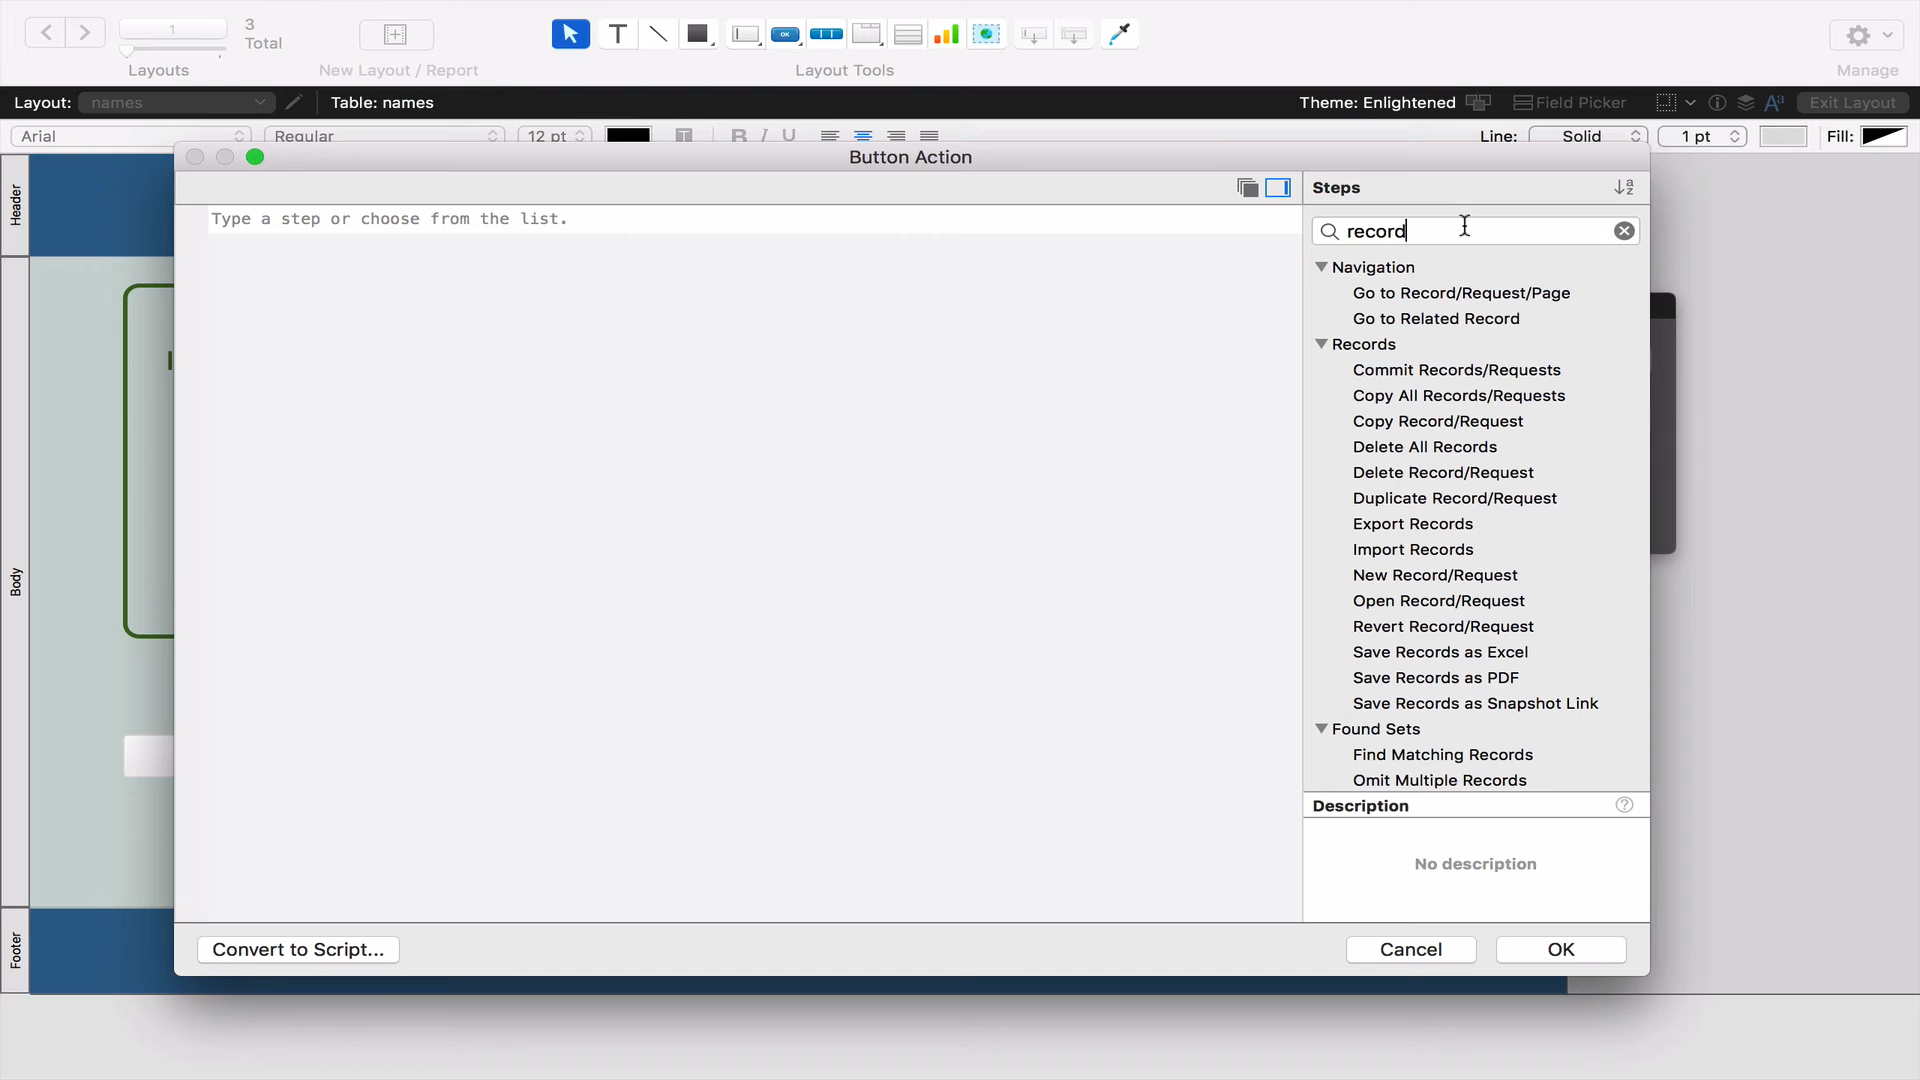 1
3
Total
Layouts
New Layout / Report
T
OK
Layout Tools
Manage
Layout: names
Table: names
Theme: Enlightened
Field Picker
Aa
Exit Layout
Arial
Regular
12 pt
T
B I U
Line: Solid
1 pt
Fill:
Button Action
Header
Body
Footer
Type a step or choose from the list.
Steps
record
Navigation
Go to Record/Request/Page
Go to Related Record
Records
Commit Records/Requests
Copy All Records/Requests
Copy Record/Request
Delete All Records
Delete Record/Request
Duplicate Record/Request
Export Records
Import Records
New Record/Request
Open Record/Request
Revert Record/Request
Save Records as Excel
Save Records as PDF
Save Records as Snapshot Link
Found Sets
Find Matching Records
Omit Multiple Records
Description
No description
Convert to Script...
Cancel
OK